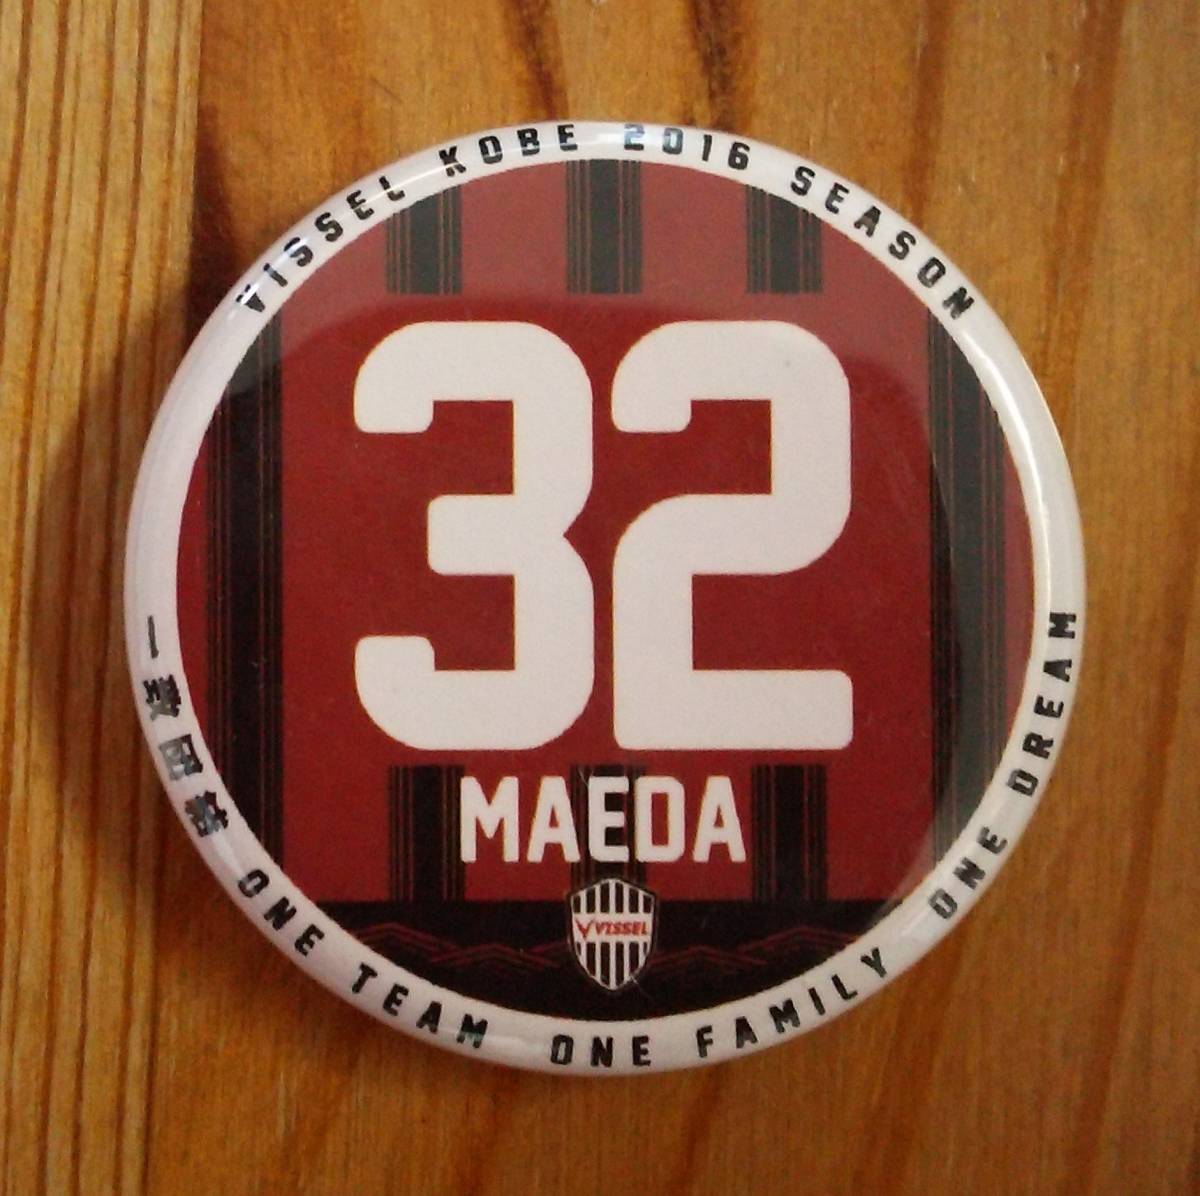 VISSEL KOBE 2016 SEASON
32
MAEDA
VISSEL
一致団結 ONE TEAM ONE FAMILY ONE DREAM